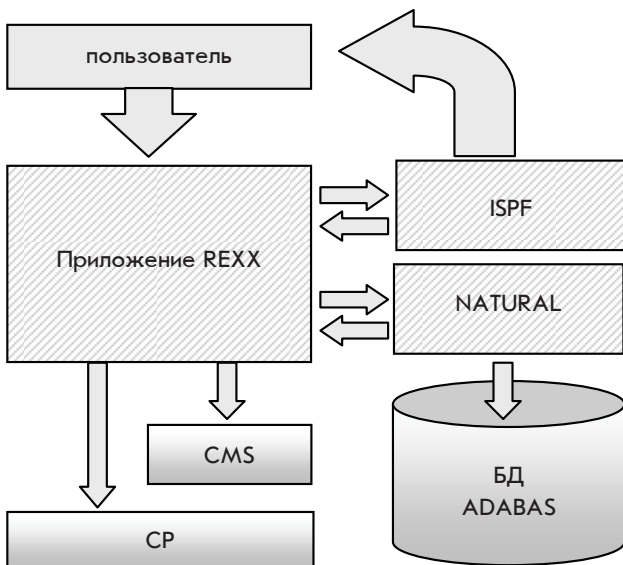 пользователь
ISPF
Приложение REXX
NATURAL
CMS
БД
ADABAS
CP